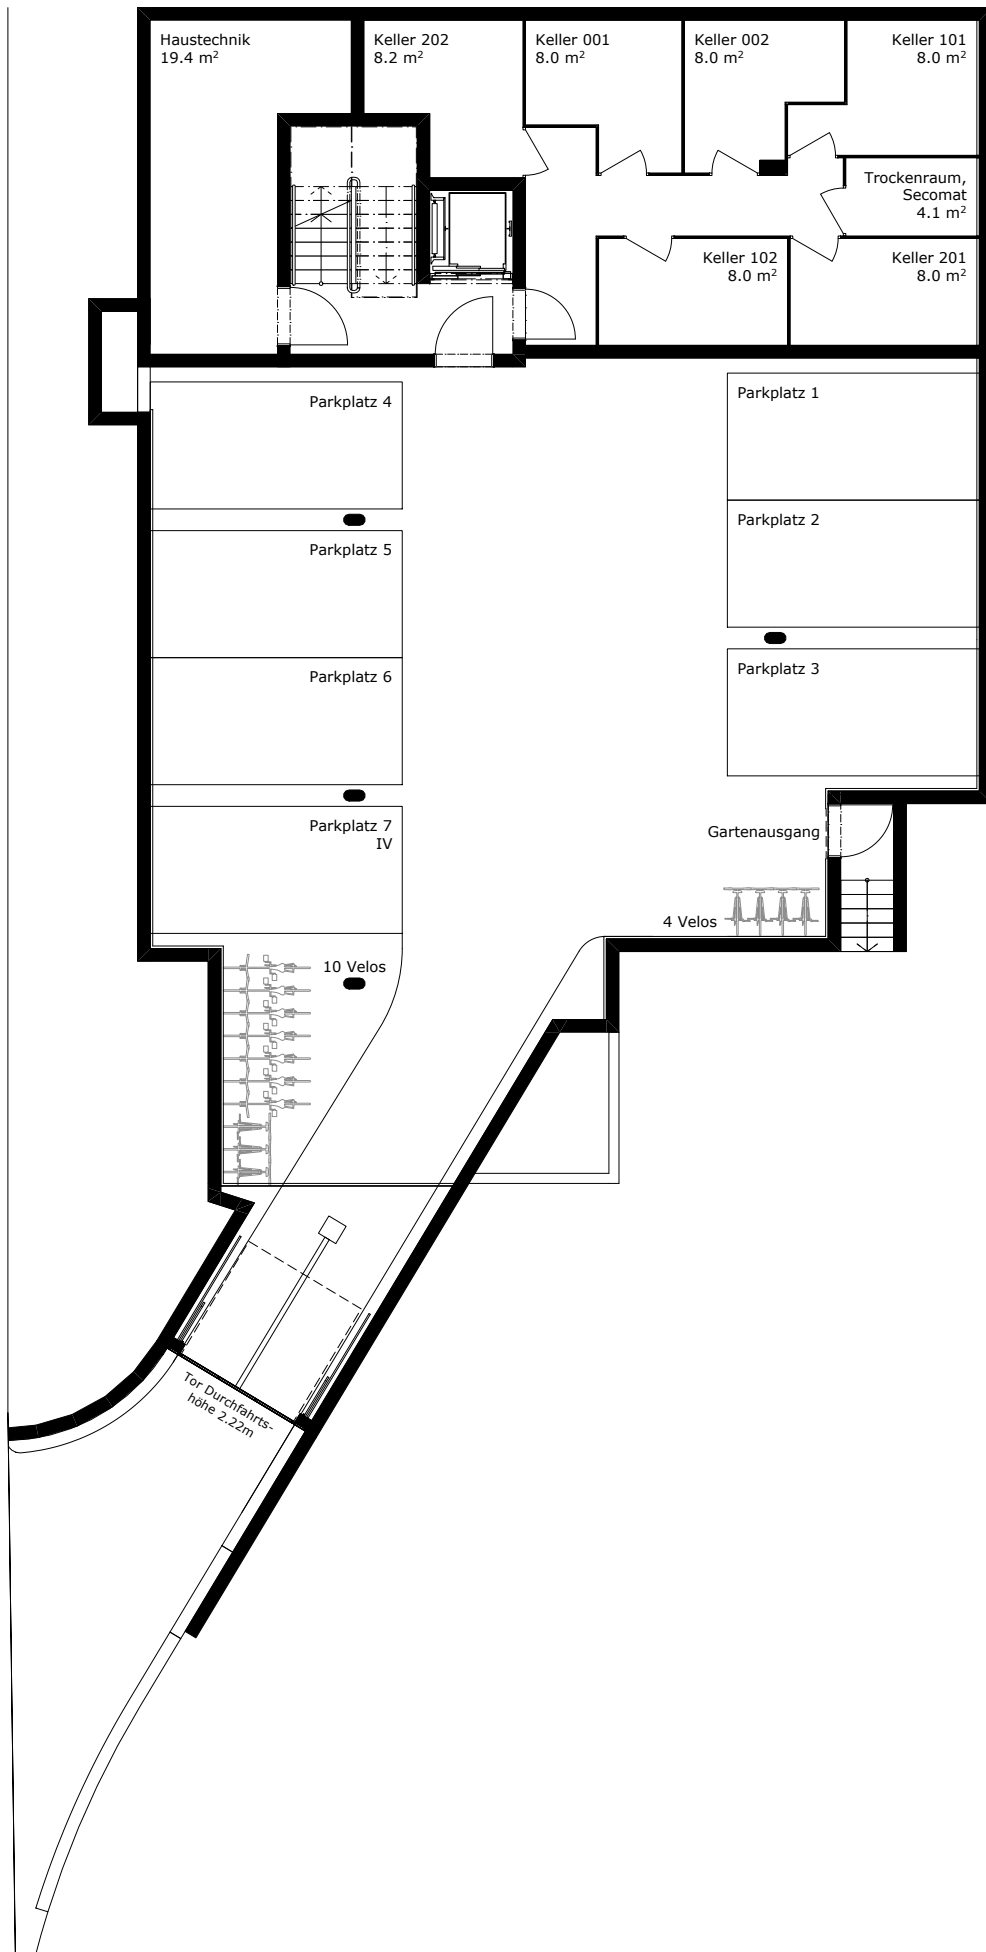 Haustechnik
19.4 m²
Keller 202
8.2 m²
Keller 001
8.0 m²
Keller 002
8.0 m²
Keller 101
8.0 m²
Trockenraum,
Secomat
4.1 m²
Keller 102
8.0 m²
Keller 201
8.0 m²
Parkplatz 4
Parkplatz 1
Parkplatz 2
Parkplatz 5
Parkplatz 6
Parkplatz 3
Parkplatz 7
IV
Gartenausgang
4 Velos
10 Velos
Tor Durchfahrts-
höhe 2.22m